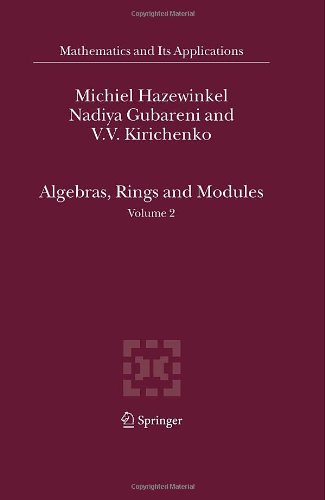 Mathematics and Its Applications
Michiel Hazewinkel
Nadiya Gubareni and
V.V. Kirichenko
Algebras, Rings and Modules
Volume 2
Springer